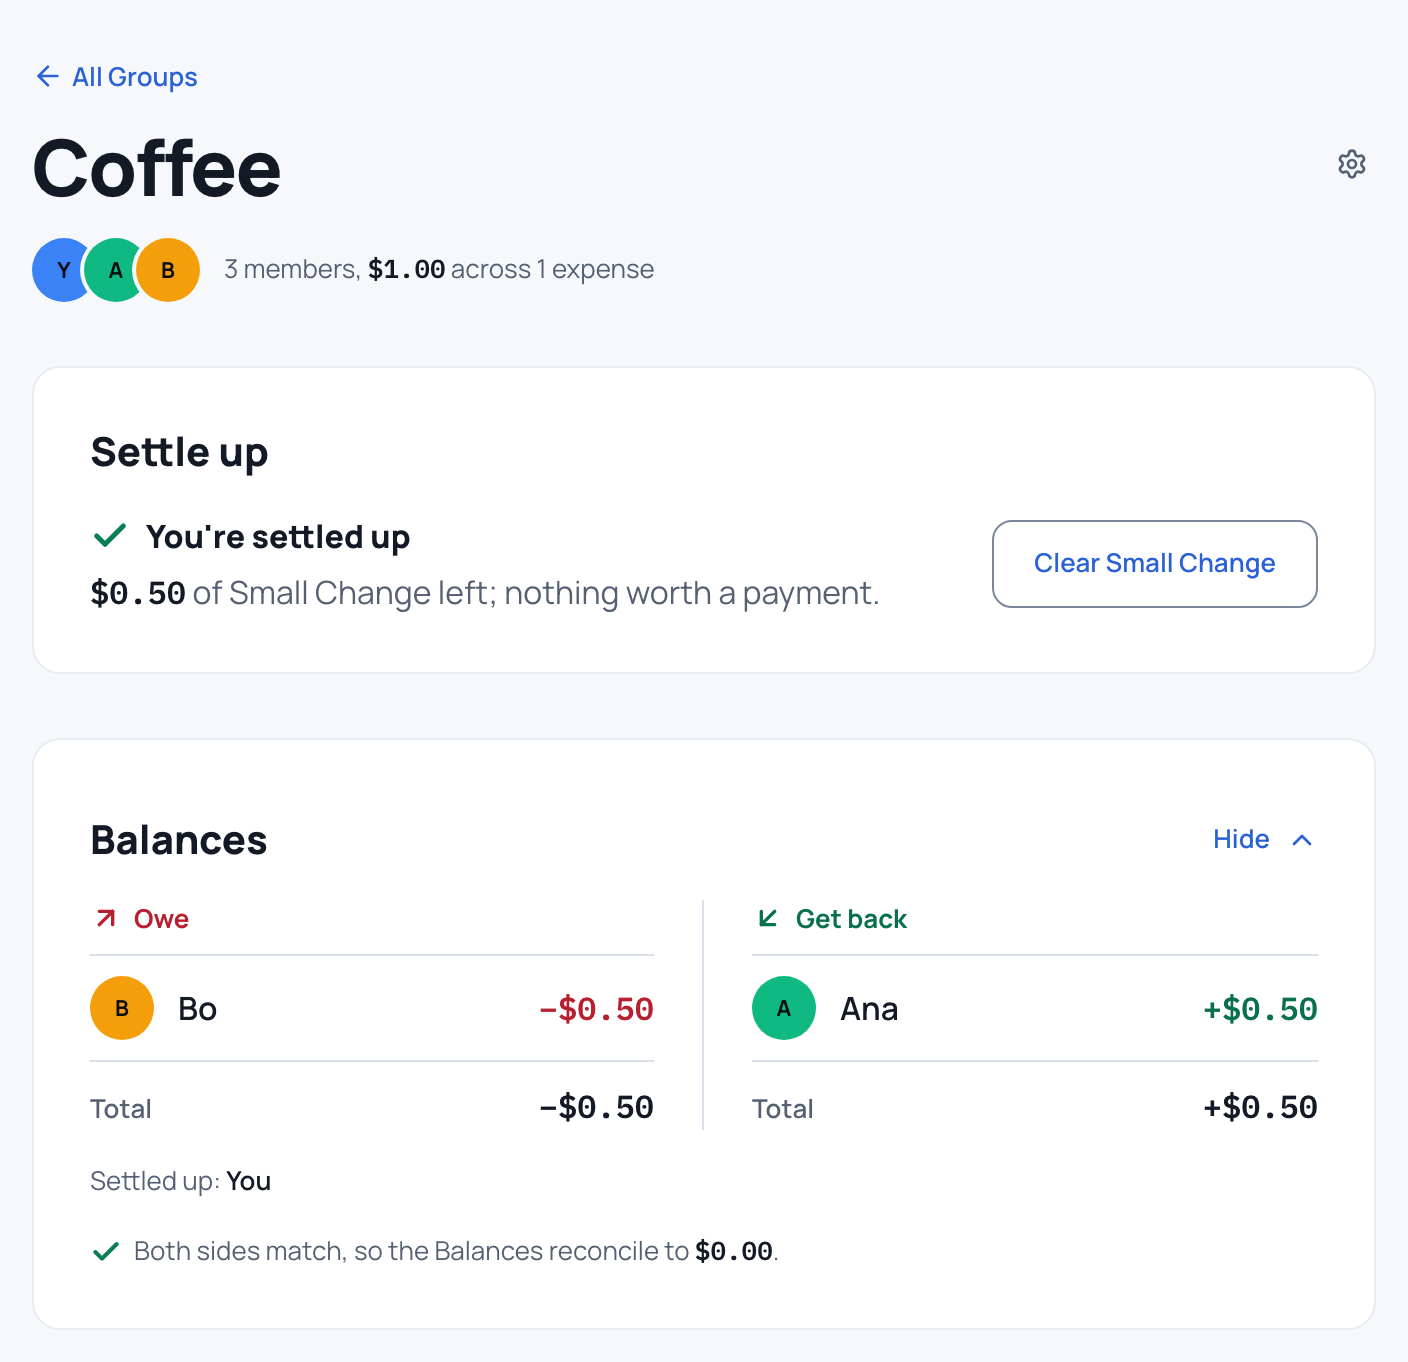 All Groups
Coffee
Y A B 3 members, $1.00 across 1 expense
Settle up
You're settled up
$0.50 of Small Change left; nothing worth a payment.
Clear Small Change
Balances
Hide
Owe
B Bo –$0.50
Total –$0.50
Get back
A Ana +$0.50
Total +$0.50
Settled up: You
Both sides match, so the Balances reconcile to $0.00.